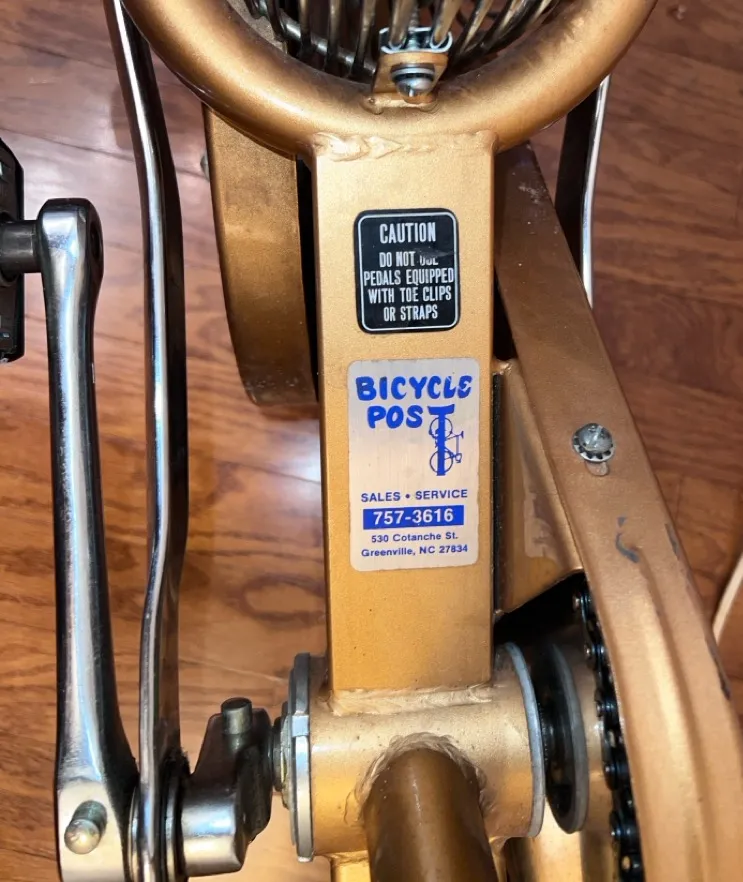 CAUTION
DO NOT USE
PEDALS EQUIPPED
WITH TOE CLIPS
OR STRAPS
BICYCLE
POST
SALES • SERVICE
757-3616
530 Cotanche St.
Greenville, NC 27834